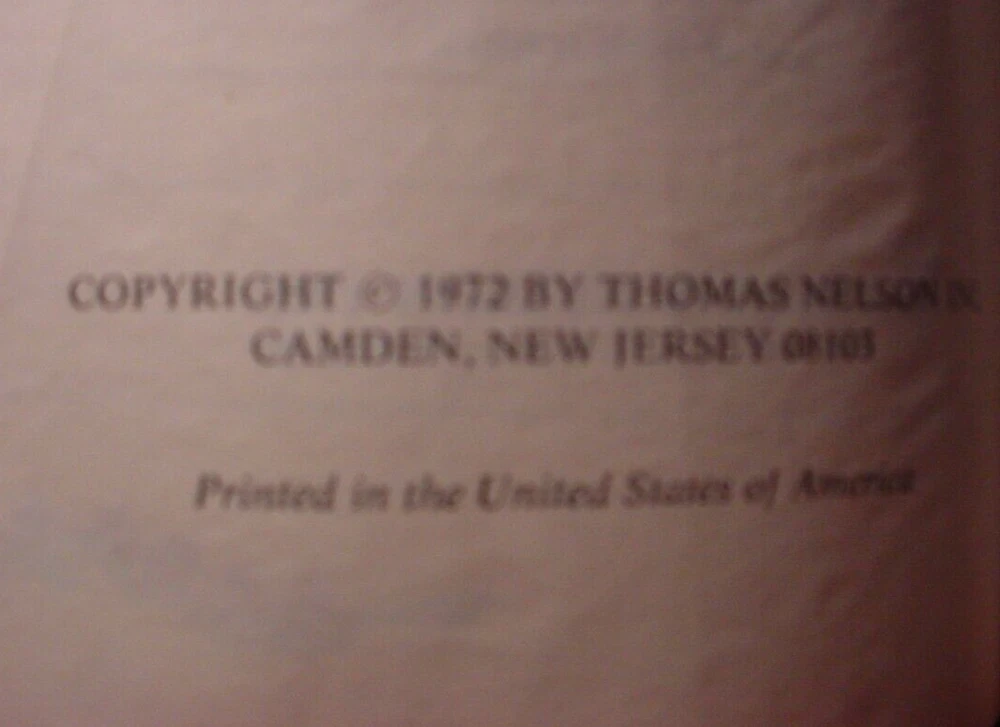 COPYRIGHT © 1972 BY THOMAS NELSON
CAMDEN, NEW JERSEY 08103
Printed in the United States of America